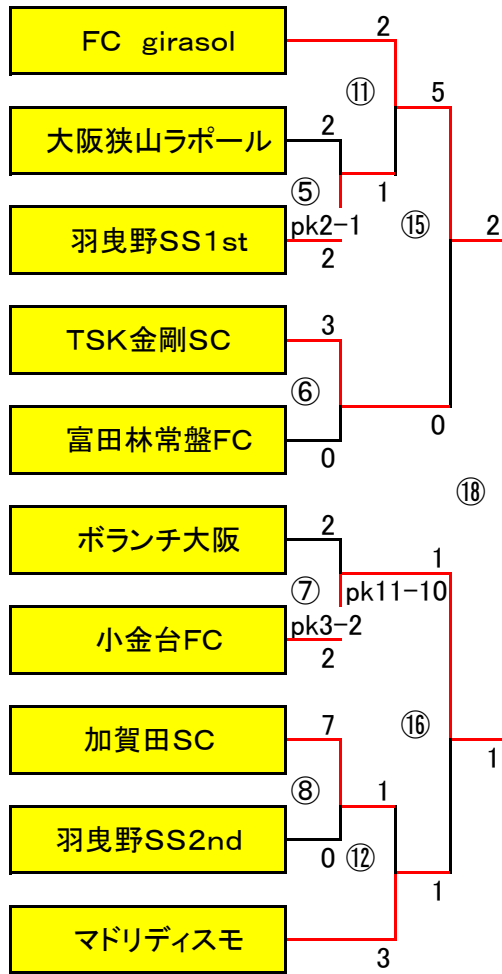 FC girasol
2
⑪
5
大阪狭山ラポール
2
⑤
1
羽曳野SS1st
pk2-1
2
⑮
2
TSK金剛SC
3
⑥
富田林常盤FC
0
0
⑱
ボランチ大阪
2
1
⑦
pk11-10
小金台FC
pk3-2
2
加賀田SC
7
⑯
1
⑧
1
羽曳野SS2nd
0
⑫
1
マドリディスモ
3